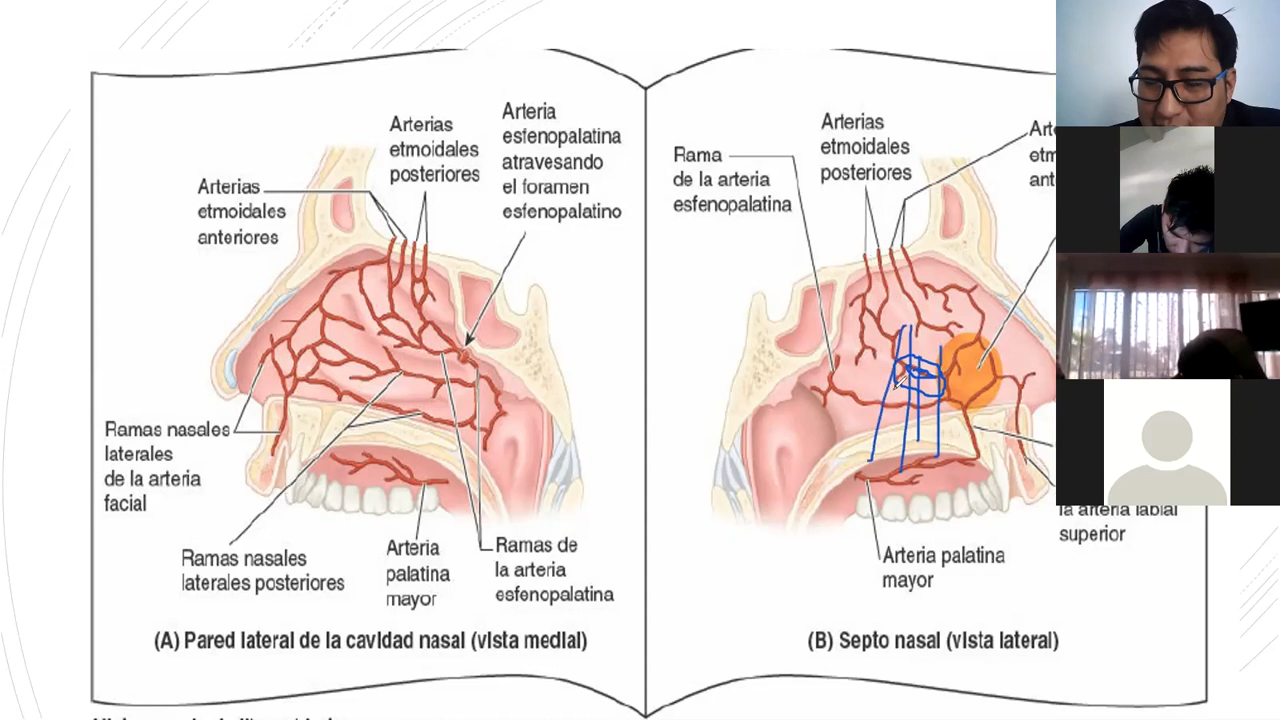 Arterias
etmoidales
anteriores
Arterias
etmoidales
posteriores
Arteria
esfenopalatina
atravesando
el foramen
esfenopalatino
Ramas nasales
laterales
de la arteria
facial
Ramas nasales
laterales posteriores
Arteria
palatina
mayor
Ramas de
la arteria
esfenopalatina
(A) Pared lateral de la cavidad nasal (vista medial)
Rama
de la arteria
esfenopalatina
Arterias
etmoidales
posteriores
la arteria labial
superior
Arteria palatina
mayor
(B) Septo nasal (vista lateral)